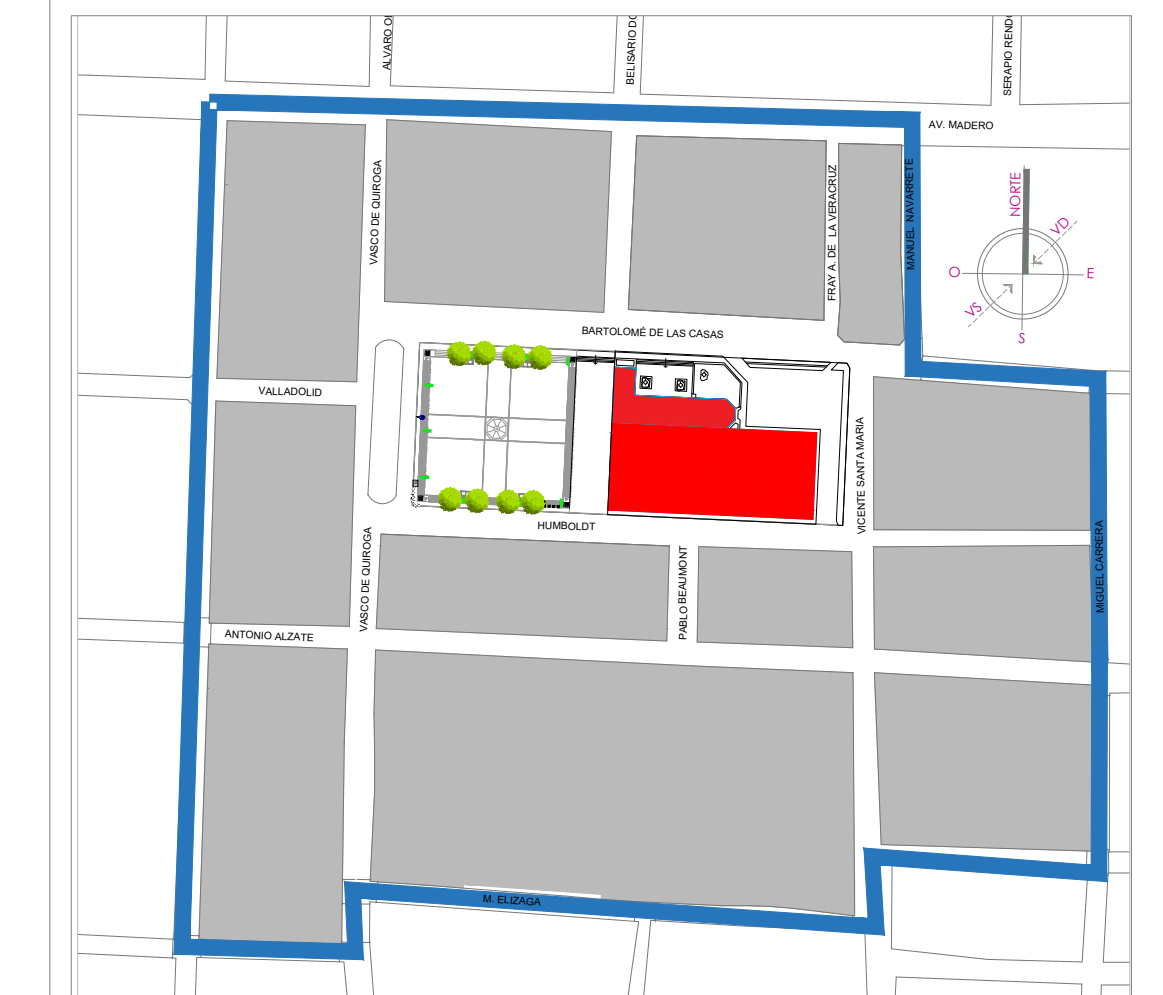 ALVARO O
BELISARIO DO
SERAPIO REND
AV. MADERO
VASCO DE QUIROGA
FRAY A. DE LA VERACRUZ
MANUEL NAVARRETE
NORTE
VD
O
E
VS
S
BARTOLOMÉ DE LAS CASAS
VALLADOLID
VICENTE SANTA MARIA
HUMBOLDT
VASCO DE QUIROGA
PABLO BEAUMONT
MIGUEL CARRERA
ANTONIO ALZATE
M. ELIZAGA